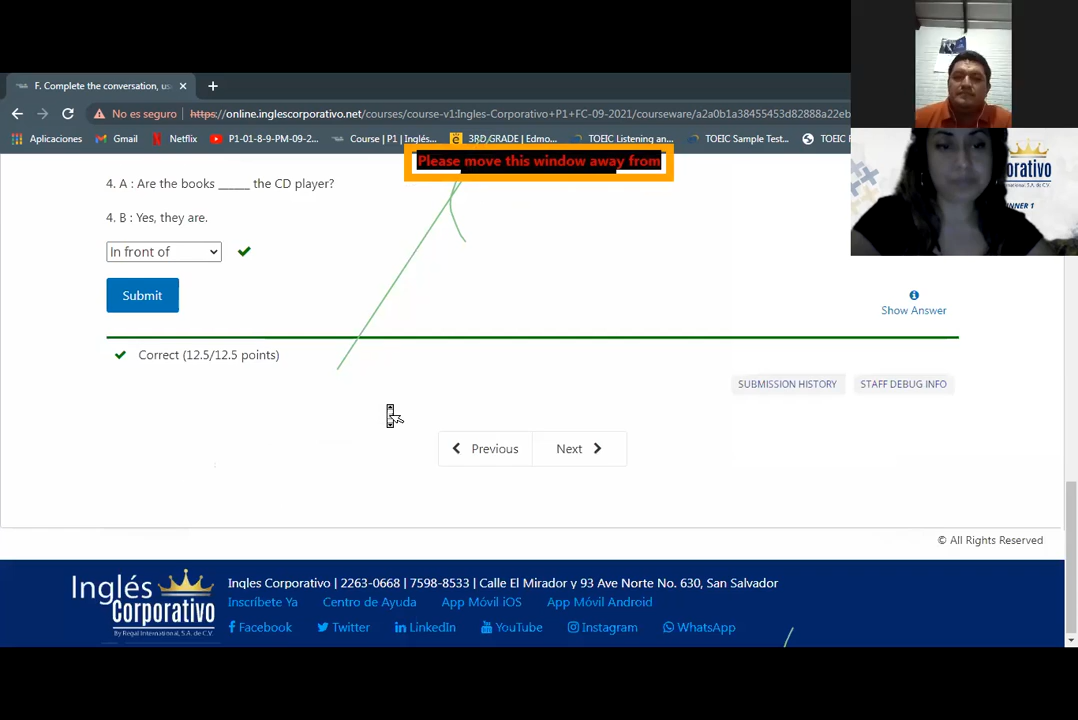 F. Complete the conversation, us
No es seguro
https://online.inglescorporativo.net/courses/course-v1:Ingles-Corporativo+P1+FC-09-2021/courseware/a2a0b1a38455453d82888a22eb
Aplicaciones
Gmail
Netflix
P1-01-8-9-PM-09-2...
Course | P1 | Inglés...
3RD GRADE | Edmo...
TOEIC Listening an...
TOEIC Sample Test...
TOEIC F
Please move this window away from
4. A : Are the books _____ the CD player?
4. B : Yes, they are.
In front of
Submit
Show Answer
Correct (12.5/12.5 points)
SUBMISSION HISTORY
STAFF DEBUG INFO
Previous
Next
© All Rights Reserved
Inglés
Corporativo
By Regal International, S.A. de C.V.
Ingles Corporativo | 2263-0668 | 7598-8533 | Calle El Mirador y 93 Ave Norte No. 630, San Salvador
Inscríbete Ya
Centro de Ayuda
App Móvil iOS
App Móvil Android
Facebook
Twitter
LinkedIn
YouTube
Instagram
WhatsApp